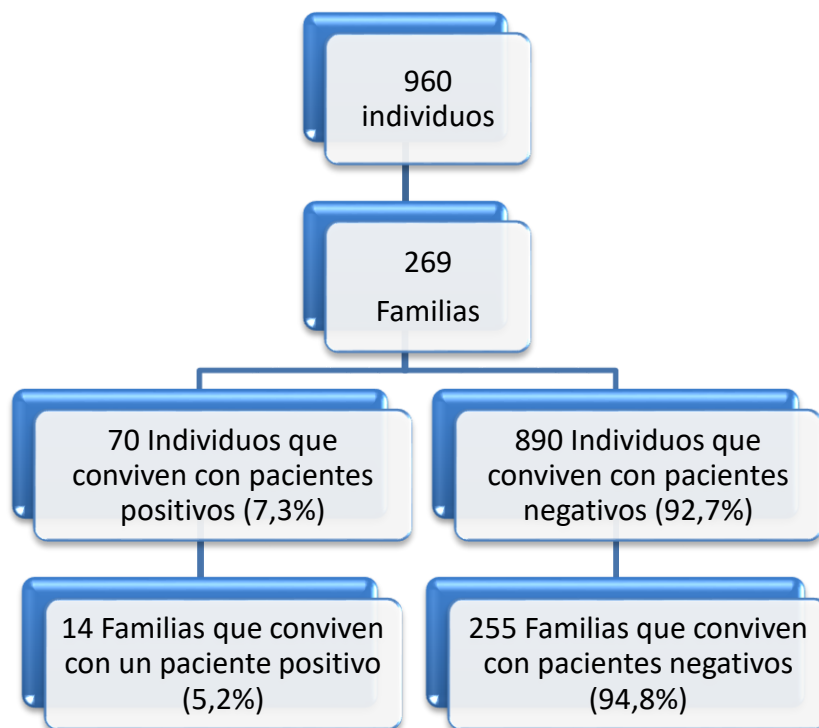 960
individuos
269
Familias
70 Individuos que
conviven con pacientes
positivos (7,3%)
890 Individuos que
conviven con pacientes
negativos (92,7%)
14 Familias que conviven
con un paciente positivo
(5,2%)
255 Familias que conviven
con pacientes negativos
(94,8%)